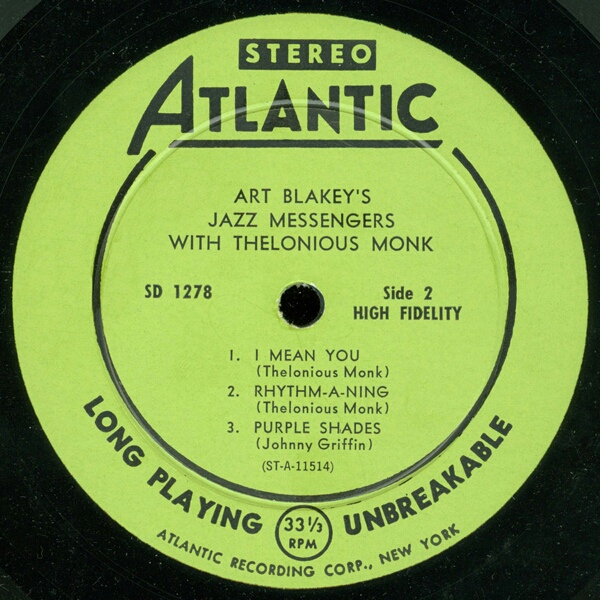 STEREO
ATLANTIC
ART BLAKEY'S
JAZZ MESSENGERS
WITH THELONIOUS MONK
SD 1278
Side 2
HIGH FIDELITY
1. I MEAN YOU
(Thelonious Monk)
2. RHYTHM-A-NING
(Thelonious Monk)
3. PURPLE SHADES
(Johnny Griffin)
(ST-A-11514)
LONG PLAYING 33 1/3 RPM UNBREAKABLE
ATLANTIC RECORDING CORP., NEW YORK